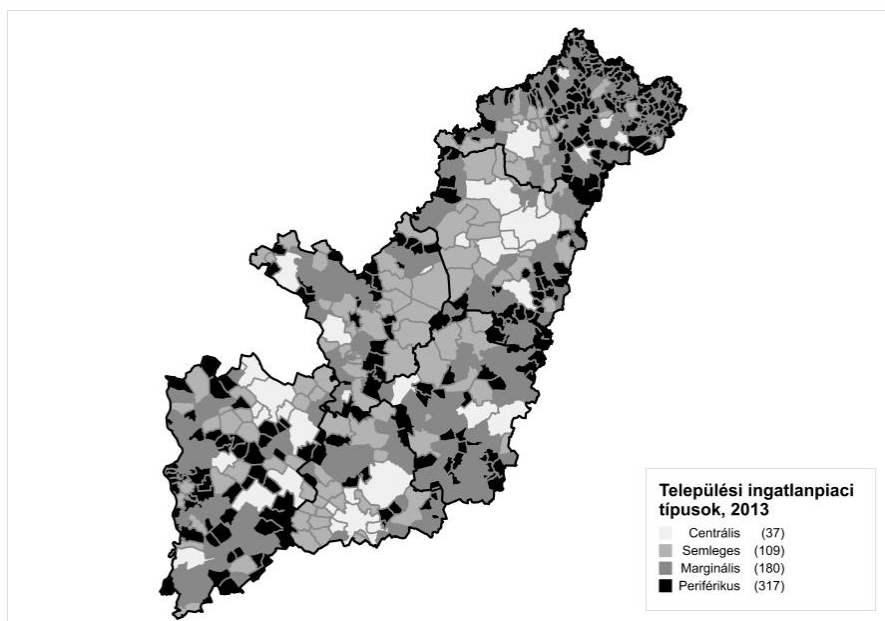 Települési ingatlanpiaci
típusok, 2013
Centrális (37)
Semleges (109)
Marginális (180)
Periférikus (317)